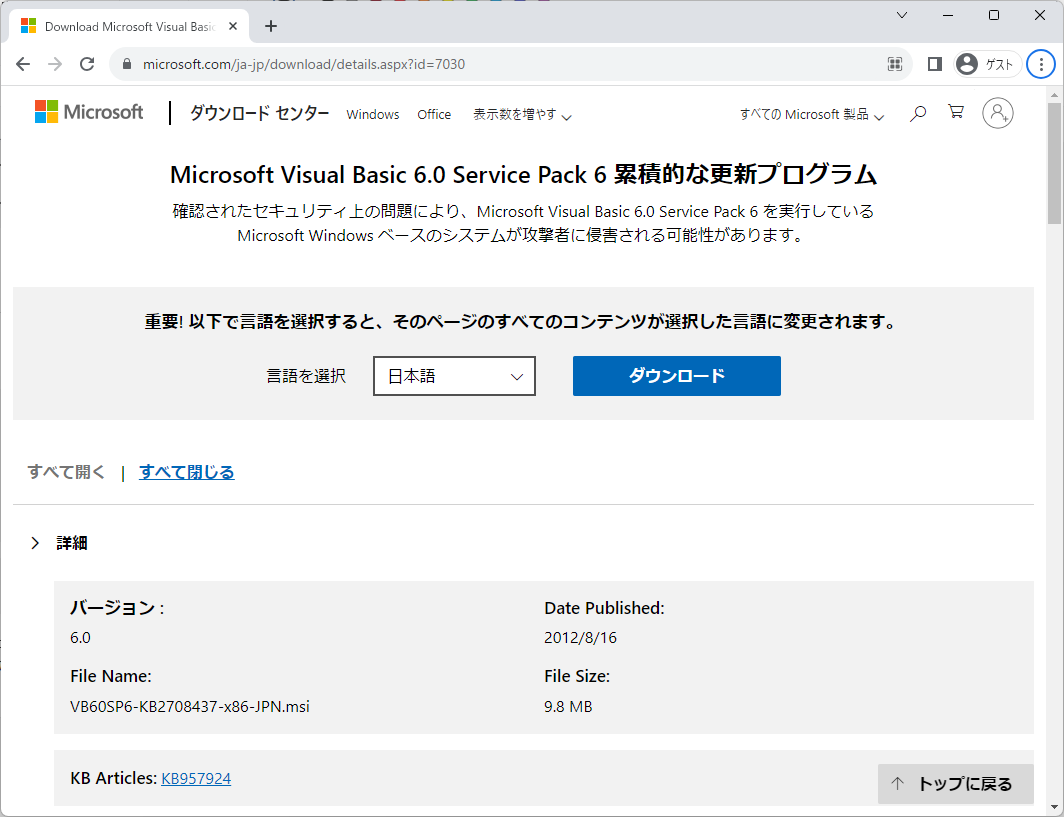 Download Microsoft Visual Basic
microsoft.com/ja-jp/download/details.aspx?id=7030
ゲスト
Microsoft
ダウンロード センター
Windows
Office
表示数を増やす
すべての Microsoft 製品
Microsoft Visual Basic 6.0 Service Pack 6 累積的な更新プログラム
確認されたセキュリティ上の問題により、Microsoft Visual Basic 6.0 Service Pack 6 を実行している
Microsoft Windows ベースのシステムが攻撃者に侵害される可能性があります。
重要! 以下で言語を選択すると、そのページのすべてのコンテンツが選択した言語に変更されます。
言語を選択
日本語
ダウンロード
すべて開く | すべて閉じる
詳細
バージョン :
Date Published:
6.0
2012/8/16
File Name:
File Size:
VB60SP6-KB2708437-x86-JPN.msi
9.8 MB
KB Articles: KB957924
トップに戻る